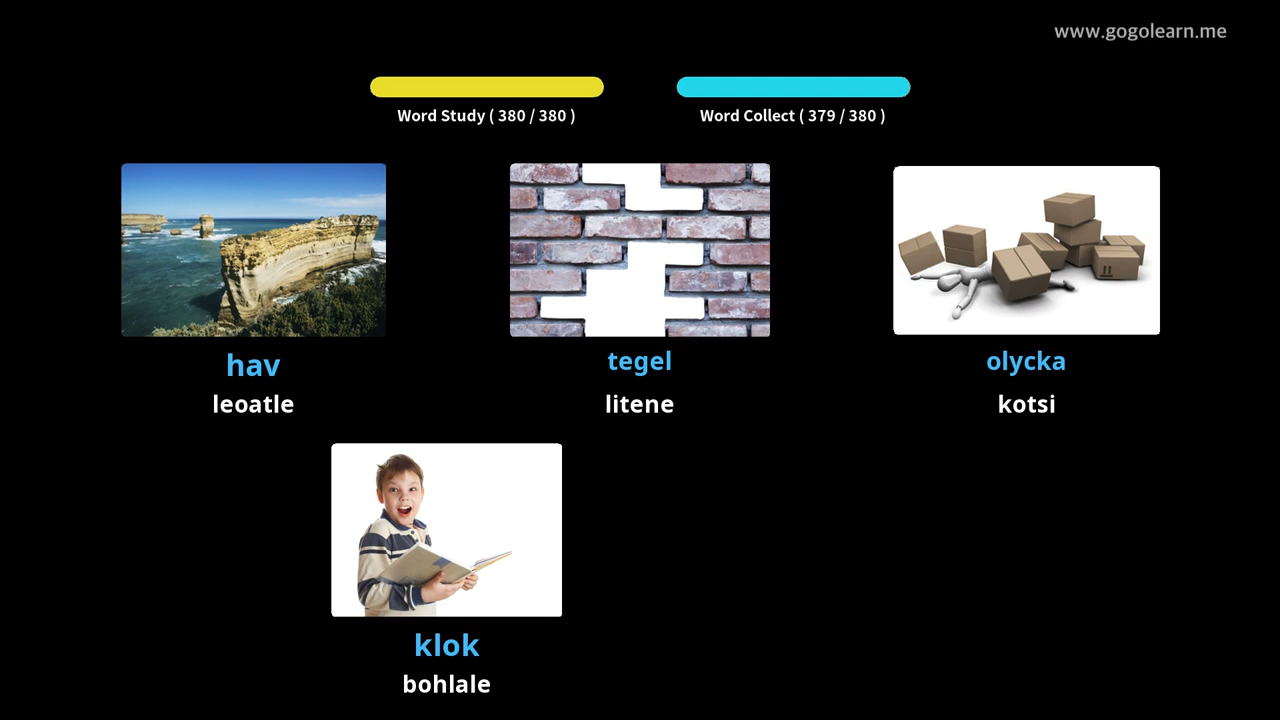 www.gogolearn.me
Word Study ( 380 / 380 )
Word Collect ( 379 / 380 )
hav
leoatle
tegel
litene
olycka
kotsi
klok
bohlale